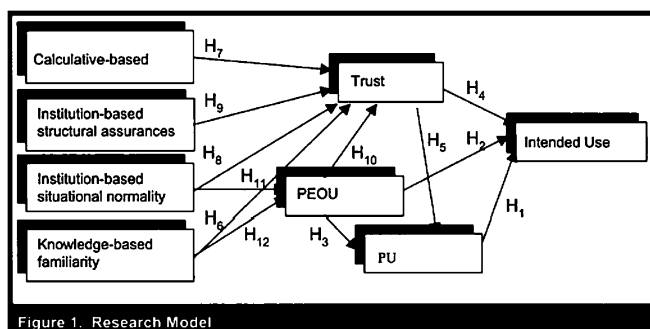 Calculative-based
H7
Trust
H4
Institution-based
structural assurances
H9
Intended Use
H2
H5
Institution-based
situational normality
H8
H10
H11
PEOU
H1
Knowledge-based
familiarity
H6
H12
H3
PU
Figure 1. Research Model